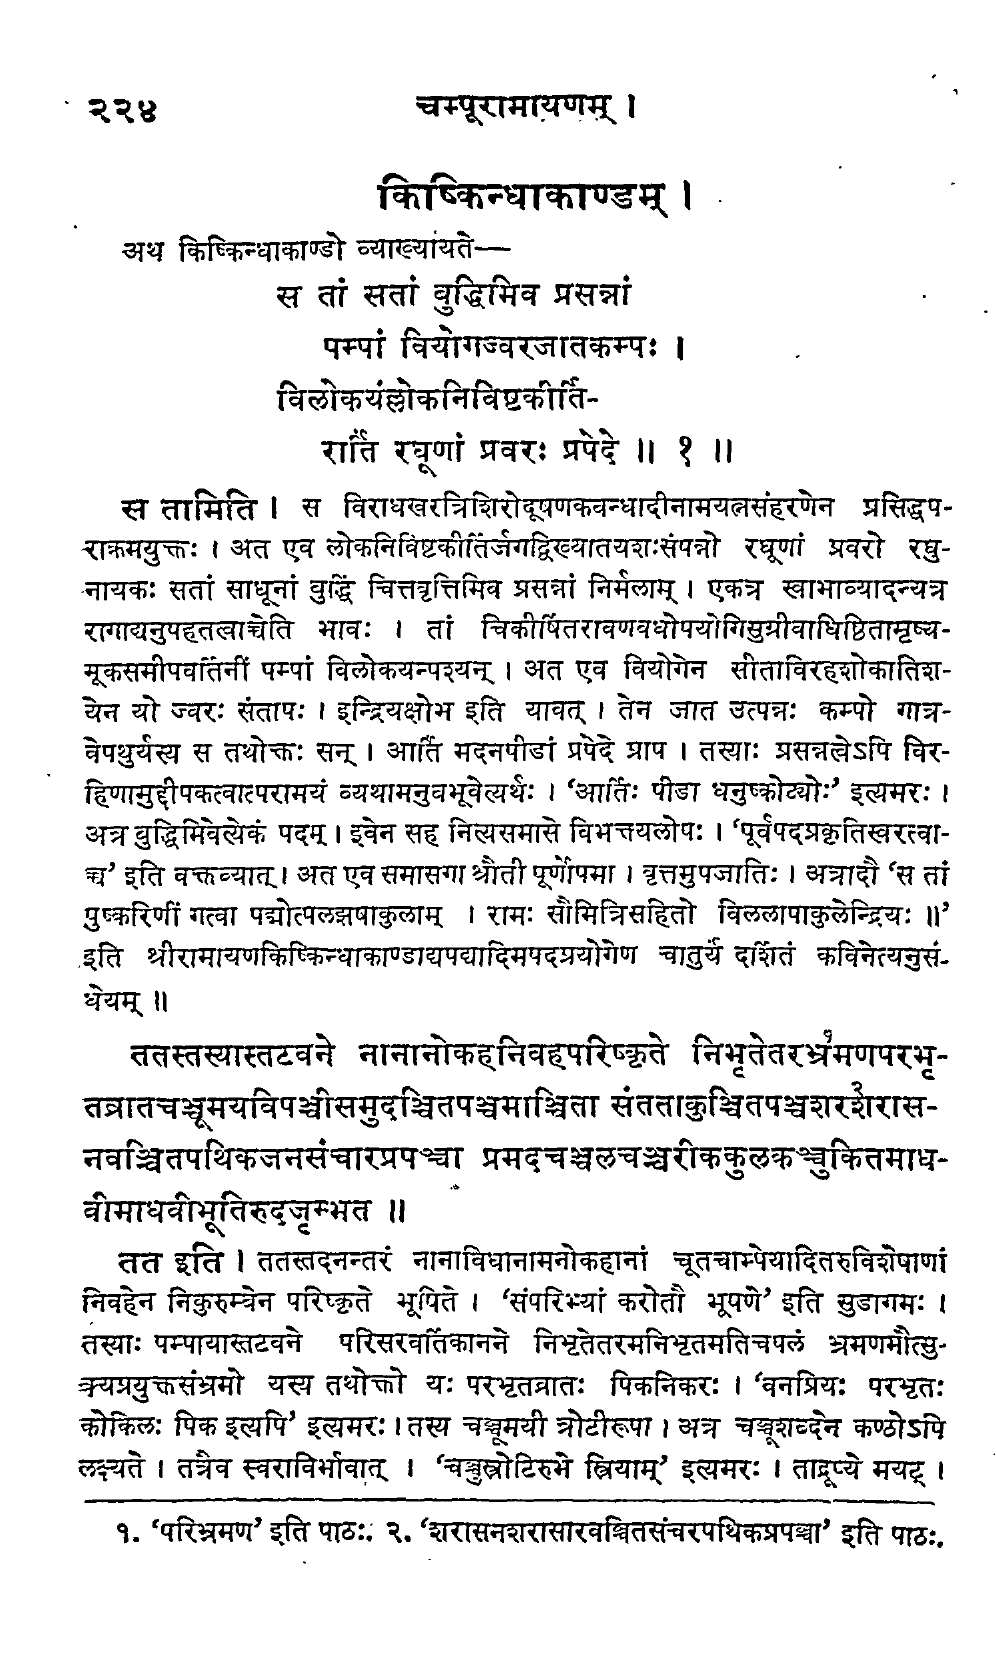 २२४ चम्पूरामायणम् ।
किष्किन्धाकाण्डम् ।
अथ किष्किन्धाकाण्डो व्याख्यायते—
स तां सतां बुद्धिमिव प्रसन्नां
पम्पां वियोगज्वरजातकम्पः ।
विलोकयंल्लोकनिविष्टकीर्ति-
रार्तिं रघूणां प्रवरः प्रपेदे ॥ १ ॥
स तामिति । स विराधखरत्रिशिरोदूषणकबन्धादीनामयत्नसंहरणेन प्रसिद्धप-
राक्रमयुक्तः । अत एव लोकनिविष्टकीर्तिर्जगद्विख्यातयशःसंपन्नो रघूणां प्रवरो रघु-
नायकः सतां साधूनां बुद्धिं चित्तवृत्तिमिव प्रसन्नां निर्मलाम् । एकत्र स्वाभाव्यादन्यत्र
रागाद्यनुपहतत्वाच्चेति भावः । तां चिकीर्षितरावणवधोपयोगिसुग्रीवाधिष्ठितामृष्य-
मूकसमीपवर्तिनीं पम्पां विलोकयन्पश्यन् । अत एव वियोगेन सीताविरहशोकातिश-
येन यो ज्वरः संतापः । इन्द्रियक्षोभ इति यावत् । तेन जात उत्पन्नः कम्पो गात्र-
वेपथुर्यस्य स तथोक्तः सन् । आर्तिं मदनपीडां प्रपेदे प्राप । तस्याः प्रसन्नत्वेऽपि विर-
हिणामुद्दीपकत्वात्परामयं व्यथामनुबभूवेत्यर्थः । ‘आर्तिः पीडा धनुष्कोट्योः’ इत्यमरः ।
अत्र बुद्धिमिवेत्येकं पदम् । इवेन सह नित्यसमासे विभक्त्यलोपः । ‘पूर्वपदप्रकृतिस्वरत्वा-
च्च’ इति वक्तव्यात् । अत एव समासगा श्रौती पूर्णोपमा । वृत्तमुपजातिः । अत्रादौ ‘स तां
पुष्करिणीं गत्वा पद्मोत्पलझषाकुलाम् । रामः सौमित्रिसहितो विललापाकुलेन्द्रियः ॥’
इति श्रीरामायणकिष्किन्धाकाण्डाद्यपद्यादिमपदप्रयोगेण चातुर्यं दर्शितं कविनेत्यनुसं-
धेयम् ॥
ततस्तस्यास्तटवने नानानोकहनिवहपरिष्कृते निभृतेतरभ्रमणपरभृ-
तव्रातचञ्चूमयविपञ्चीसमुदञ्चितपञ्चमाञ्चिता संतताकुञ्चितपञ्चशरशरास-
नवञ्चितपथिकजनसंचारप्रपञ्चा प्रमदचञ्चलचञ्चरीककुलकञ्चुकितमाध-
वीमाधवीभूतिरुदजृम्भत ॥
तत इति । ततस्तदनन्तरं नानाविधानामनोकहानां चूतचाम्पेयादितरुविशेषाणां
निवहेन निकुरुम्बेन परिष्कृते भूषिते । ‘संपरिभ्यां करोतौ भूषणे’ इति सुडागमः ।
तस्याः पम्पायास्तटवने परिसरवर्तिकानने निभृतेतरमनिभृतमतिचपलं भ्रमणमौत्सु-
क्यप्रयुक्तसंभ्रमो यस्य तथोक्तो यः परभृतव्रातः पिकनिकरः । ‘वनप्रियः परभृतः
कोकिलः पिक इत्यपि’ इत्यमरः । तस्य चञ्चूमयी त्रोटीरूपा । अत्र चञ्चूशब्देन कण्ठोऽपि
लक्ष्यते । तत्रैव स्वराविर्भावात् । ‘चञ्चुस्त्रोटिरुभे स्त्रियाम्’ इत्यमरः । ताद्रूप्ये मयट् ।
१. ‘परिभ्रमण’ इति पाठः. २. ‘शरासनशरासारवञ्चितसंचरपथिकप्रपञ्चा’ इति पाठः.